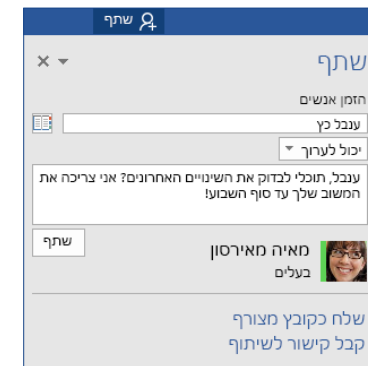 שתף
שתף
הזמן אנשים
ענבל כץ
יכול לערוך
ענבל, תוכלי לבדוק את השינויים האחרונים? אני צריכה את
המשוב שלך עד סוף השבוע!
שתף
מאיה מאירסון
בעלים
שלח כקובץ מצורף
קבל קישור לשיתוף